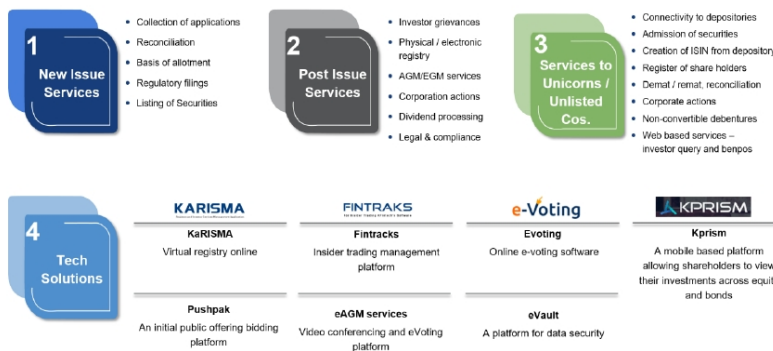 1
New Issue
Services
• Collection of applications
• Reconciliation
• Basis of allotment
• Regulatory filings
• Listing of Securities
2
Post Issue
Services
• Investor grievances
• Physical / electronic
registry
• AGM/EGM services
• Corporation actions
• Dividend processing
• Legal & compliance
3
Services to
Unicorns /
Unlisted
Cos.
• Connectivity to depositories
• Admission of securities
• Creation of ISIN from depository
• Register of share holders
• Demat / remat, reconciliation
• Corporate actions
• Non-convertible debentures
• Web based services –
investor query and benpos
4
Tech
Solutions
KARISMA
KaRISMA
Virtual registry online
Pushpak
An initial public offering bidding
platform
FINTRAKS
Fintracks
Insider trading management
platform
eAGM services
Video conferencing and eVoting
platform
e-Voting
Evoting
Online e-voting software
eVault
A platform for data security
KPRISM
Kprism
A mobile based platform
allowing shareholders to view
their investments across equit
and bonds